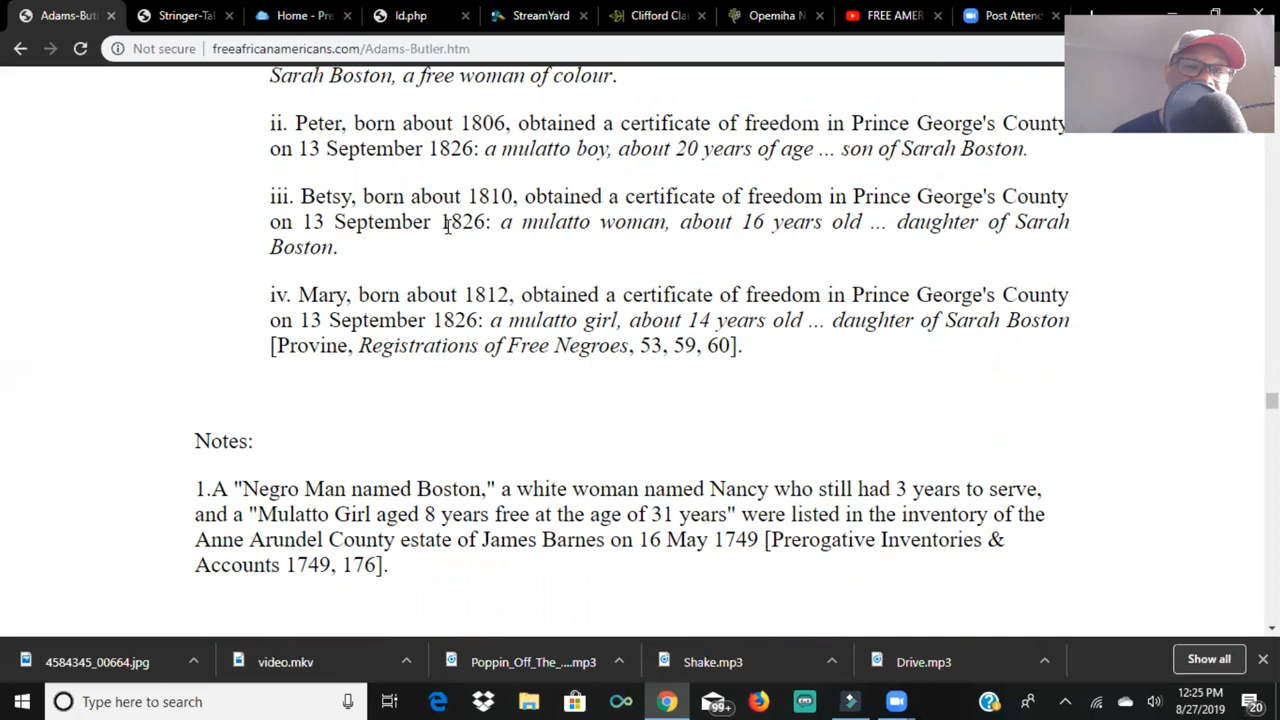 Adams-Butl
Stringer-Tal
Home - Pre
ld.php
StreamYard
Clifford Cla
Opemiha N
FREE AMER
Post Attend
Not secure | freeafricanamericans.com/Adams-Butler.htm
Sarah Boston, a free woman of colour.
ii. Peter, born about 1806, obtained a certificate of freedom in Prince George's County
on 13 September 1826: a mulatto boy, about 20 years of age ... son of Sarah Boston.
iii. Betsy, born about 1810, obtained a certificate of freedom in Prince George's County
on 13 September 1826: a mulatto woman, about 16 years old ... daughter of Sarah
Boston.
iv. Mary, born about 1812, obtained a certificate of freedom in Prince George's County
on 13 September 1826: a mulatto girl, about 14 years old ... daughter of Sarah Boston
[Provine, Registrations of Free Negroes, 53, 59, 60].
Notes:
1.A "Negro Man named Boston," a white woman named Nancy who still had 3 years to serve,
and a "Mulatto Girl aged 8 years free at the age of 31 years" were listed in the inventory of the
Anne Arundel County estate of James Barnes on 16 May 1749 [Prerogative Inventories &
Accounts 1749, 176].
4584345_00664.jpg
video.mkv
Poppin_Off_The_....mp3
Shake.mp3
Drive.mp3
Show all
Type here to search
99+
12:25 PM
8/27/2019
20